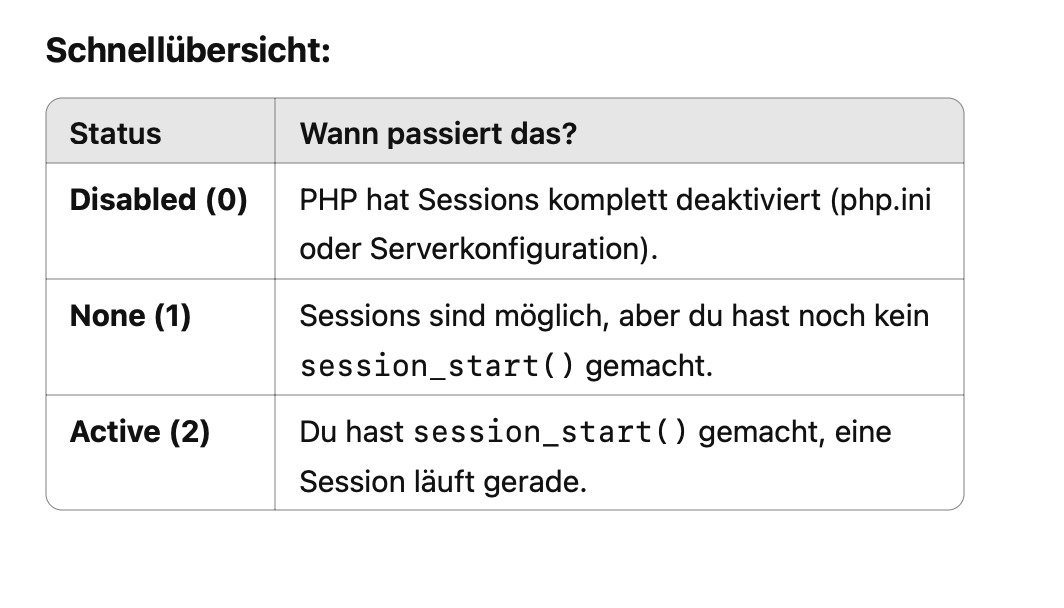 Schnellübersicht:
Status
Wann passiert das?
Disabled (0)
PHP hat Sessions komplett deaktiviert (php.ini
oder Serverkonfiguration).
None (1)
Sessions sind möglich, aber du hast noch kein
session_start() gemacht.
Active (2)
Du hast session_start() gemacht, eine
Session läuft gerade.